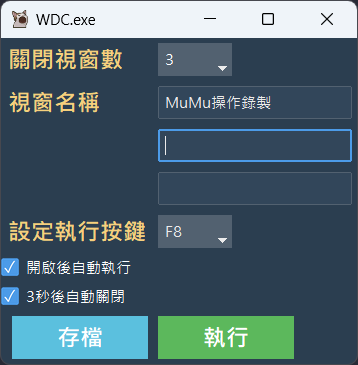 WDC.exe
關閉視窗數 3
視窗名稱 MuMu操作錄製
設定執行按鍵 F8
開啟後自動執行
3秒後自動關閉
存檔 執行